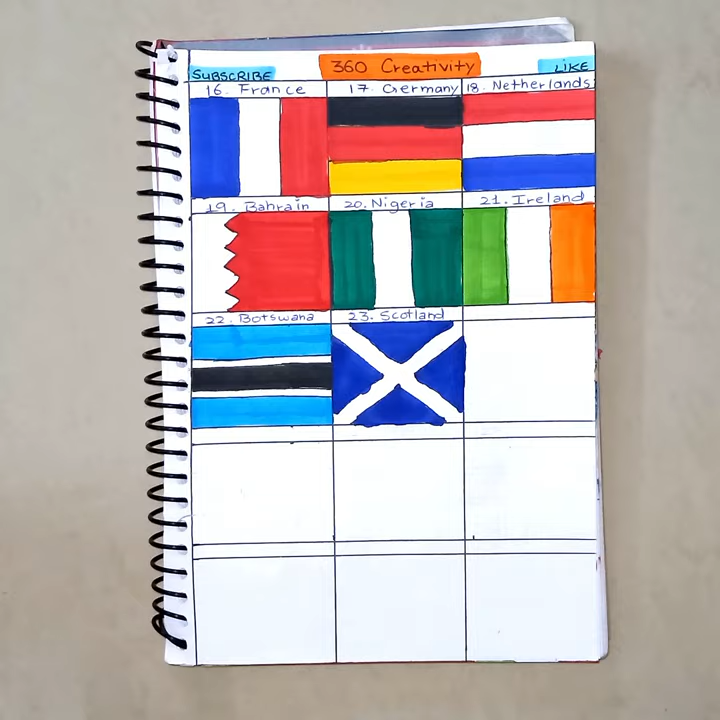 SUBSCRIBE 360 Creativity LIKE
16. France 17. Germany 18. Netherlands
19. Bahrain 20. Nigeria 21. Ireland
22. Botswana 23. Scotland